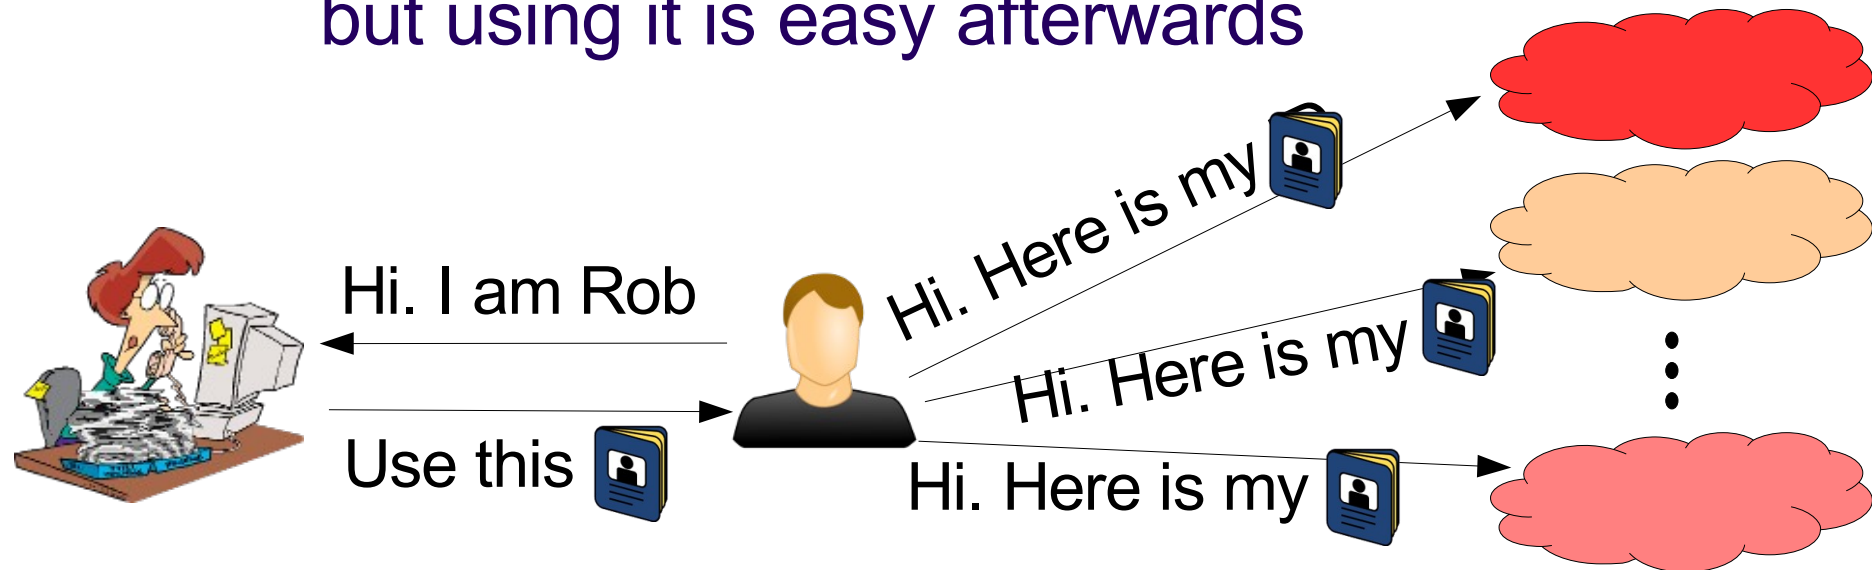 but using it is easy afterwards
Hi. I am Rob
Use this
Hi. Here is my
Hi. Here is my
Hi. Here is my